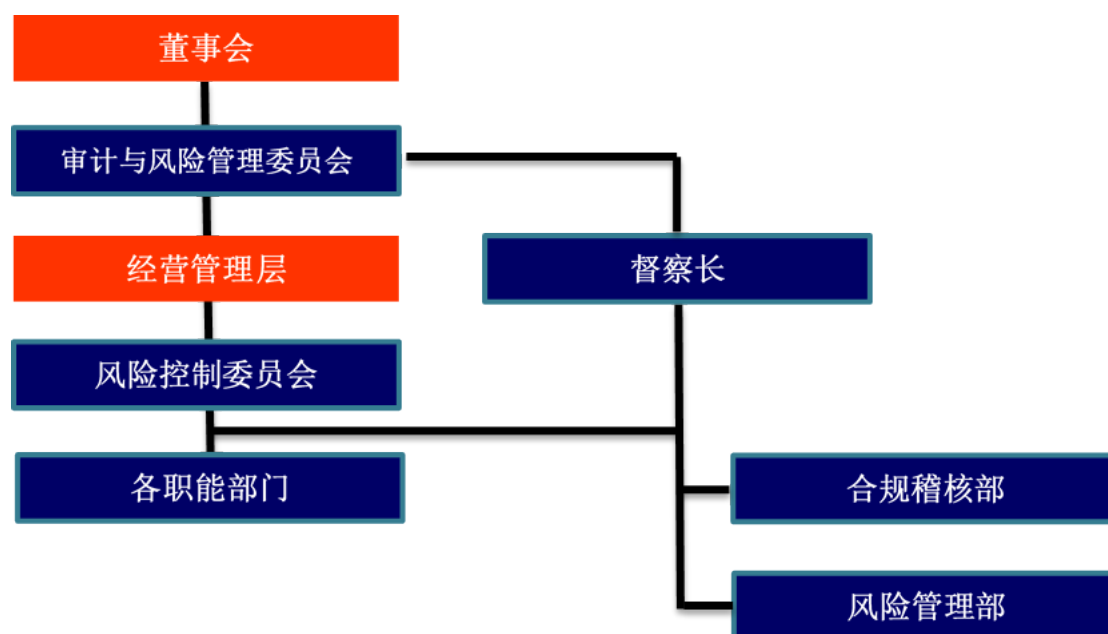 董事会
审计与风险管理委员会
经营管理层
督察长
风险控制委员会
各职能部门
合规稽核部
风险管理部